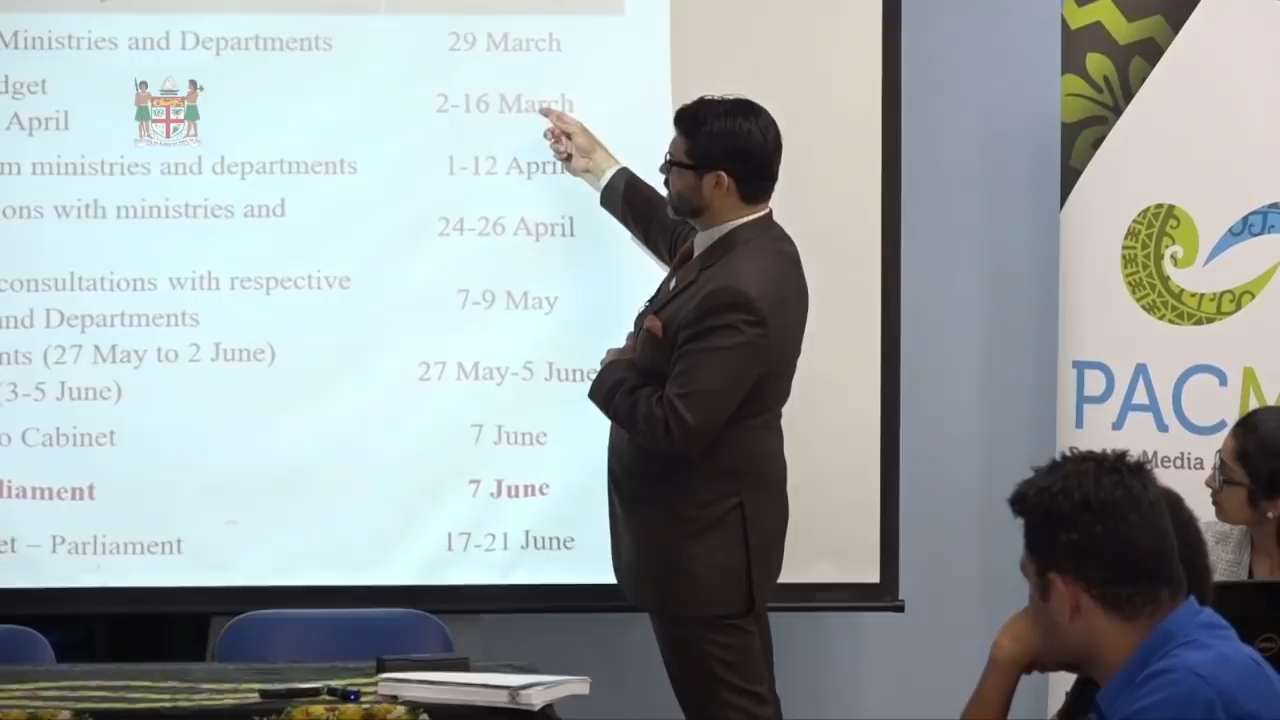 Ministries and Departments 29 March
dget
April
2-16 March
m ministries and departments 1-12 April
ons with ministries and
24-26 April
consultations with respective
nd Departments
7-9 May
nts (27 May to 2 June)
(3-5 June)
27 May-5 June
o Cabinet 7 June
liament 7 June
et – Parliament 17-21 June
PACM
Media
DELL